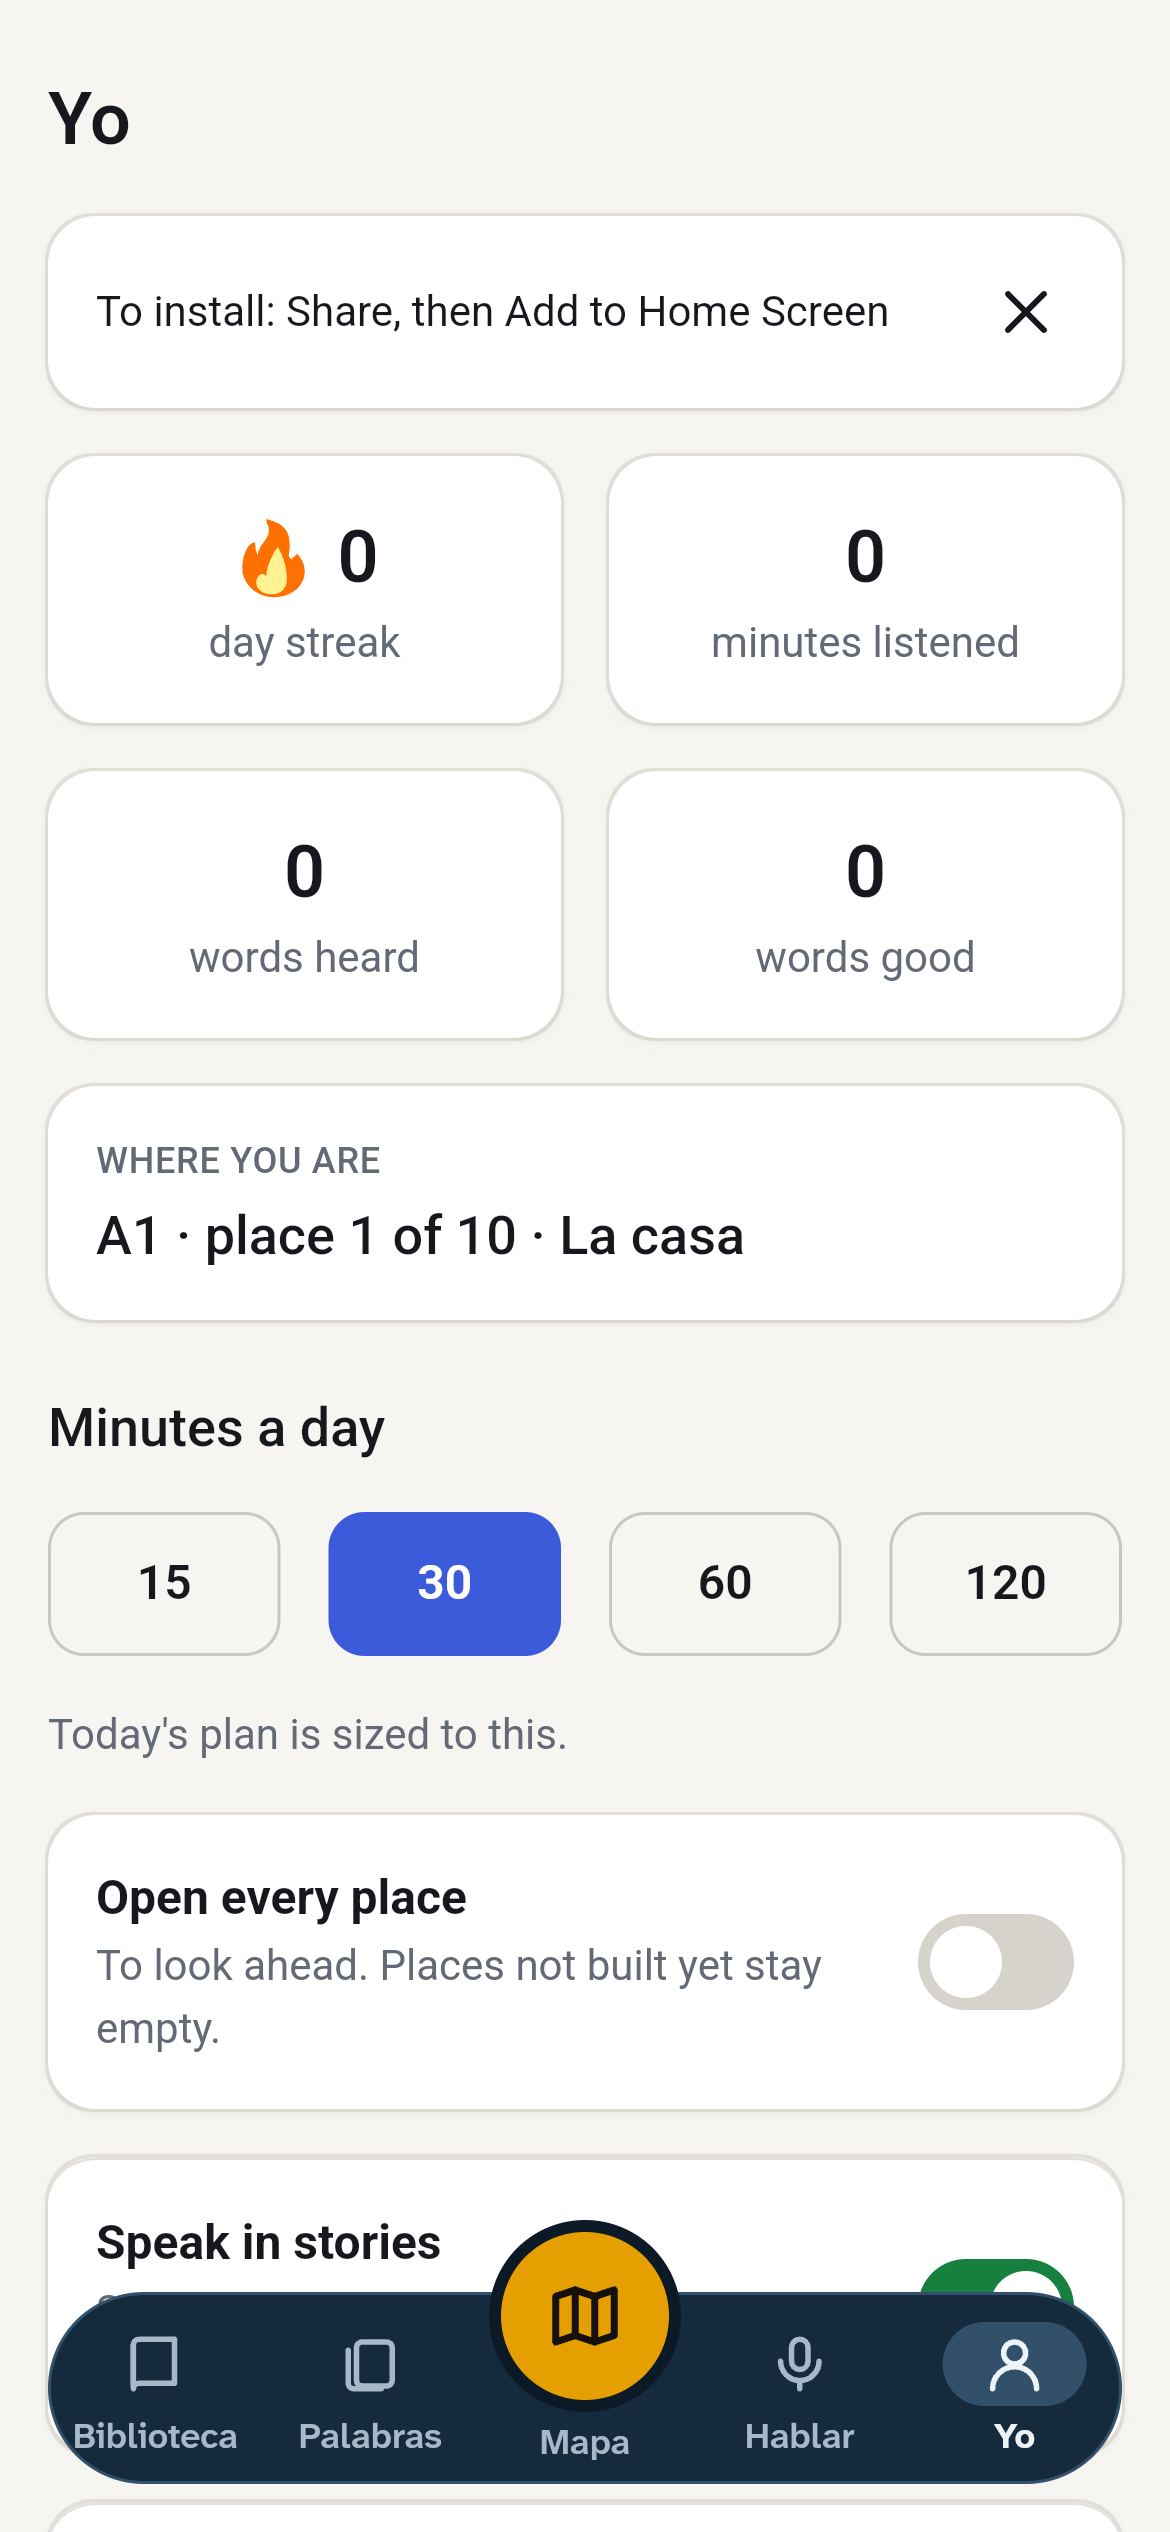 Yo
To install: Share, then Add to Home Screen
🔥 0
day streak
0
minutes listened
0
words heard
0
words good
WHERE YOU ARE
A1 · place 1 of 10 · La casa
Minutes a day
15
30
60
120
Today's plan is sized to this.
Open every place
To look ahead. Places not built yet stay
empty.
Speak in stories
Biblioteca
Palabras
Mapa
Hablar
Yo